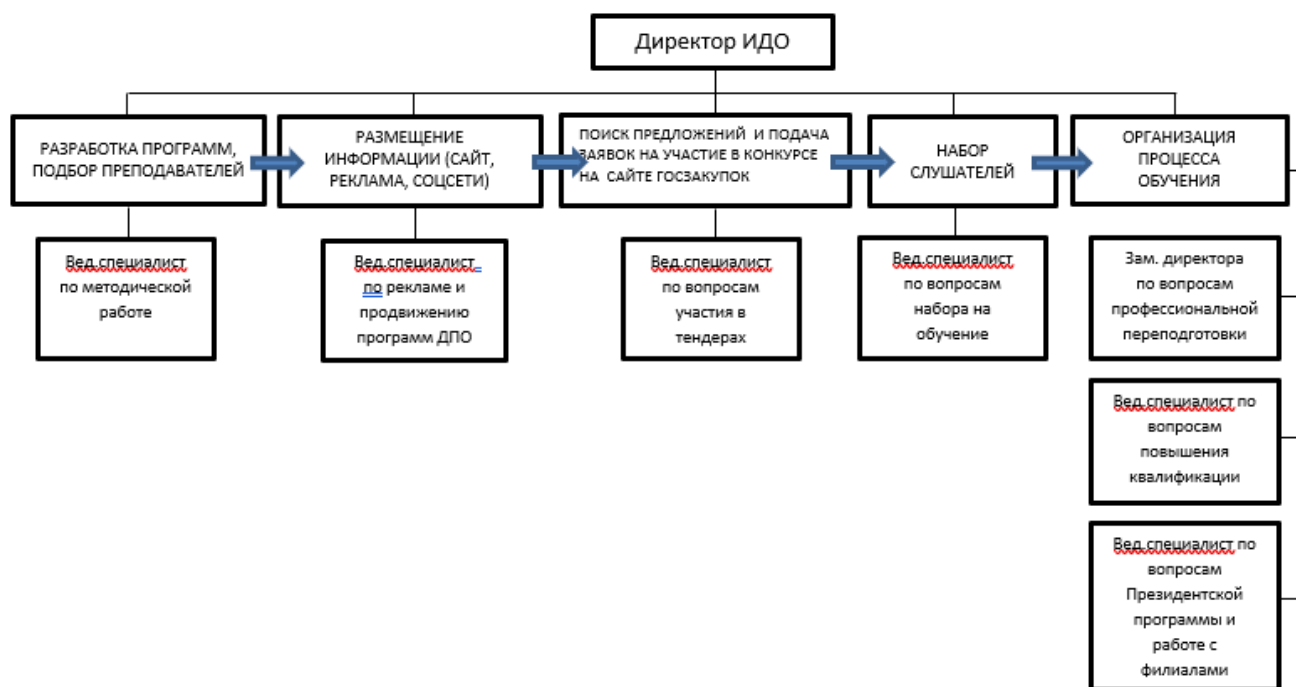 Директор ИДО
РАЗРАБОТКА ПРОГРАММ,
ПОДБОР ПРЕПОДАВАТЕЛЕЙ
РАЗМЕЩЕНИЕ
ИНФОРМАЦИИ (САЙТ,
РЕКЛАМА, СОЦСЕТИ)
ПОИСК ПРЕДЛОЖЕНИЙ И ПОДАЧА
ЗАЯВОК НА УЧАСТИЕ В КОНКУРСЕ
НА САЙТЕ ГОСЗАКУПОК
НАБОР
СЛУШАТЕЛЕЙ
ОРГАНИЗАЦИЯ
ПРОЦЕССА
ОБУЧЕНИЯ
Вед.специалист
по методической
работе
Вед.специалист
по рекламе и
продвижению
программ ДПО
Вед.специалист
по вопросам
участия в
тендерах
Вед.специалист
по вопросам
набора на
обучение
Зам. директора
по вопросам
профессиональной
переподготовки
Вед.специалист по
вопросам
повышения
квалификации
Вед.специалист по
вопросам
Президентской
программы и
работе с
филиалами